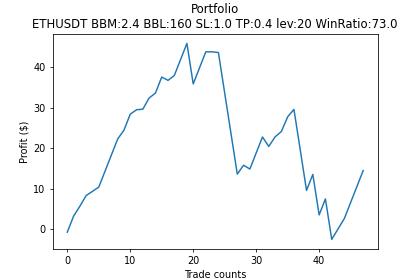 Portfolio
ETHUSDT BBM:2.4 BBL:160 SL:1.0 TP:0.4 lev:20 WinRatio:73.0
40
30
20
10
0
Profit ($)
0 10 20 30 40
Trade counts